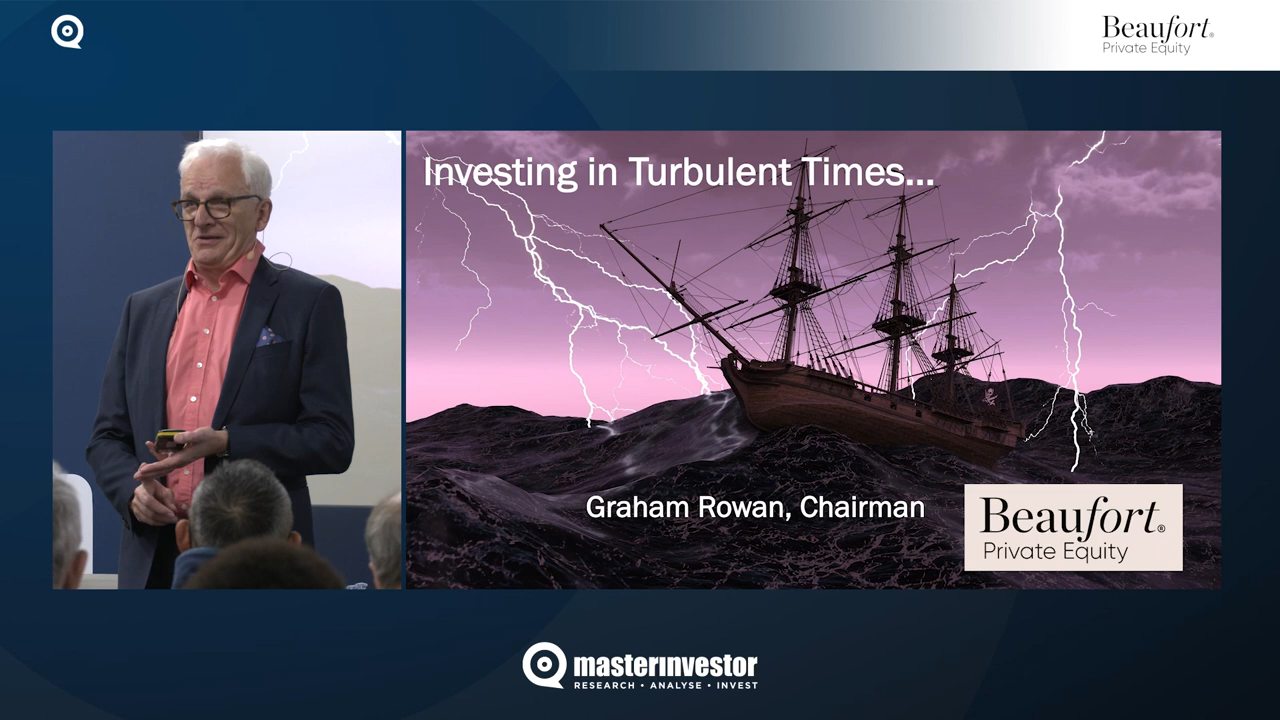 Beaufort®
Private Equity
Investing in Turbulent Times...
Graham Rowan, Chairman
Beaufort®
Private Equity
masterinvestor
RESEARCH • ANALYSE • INVEST